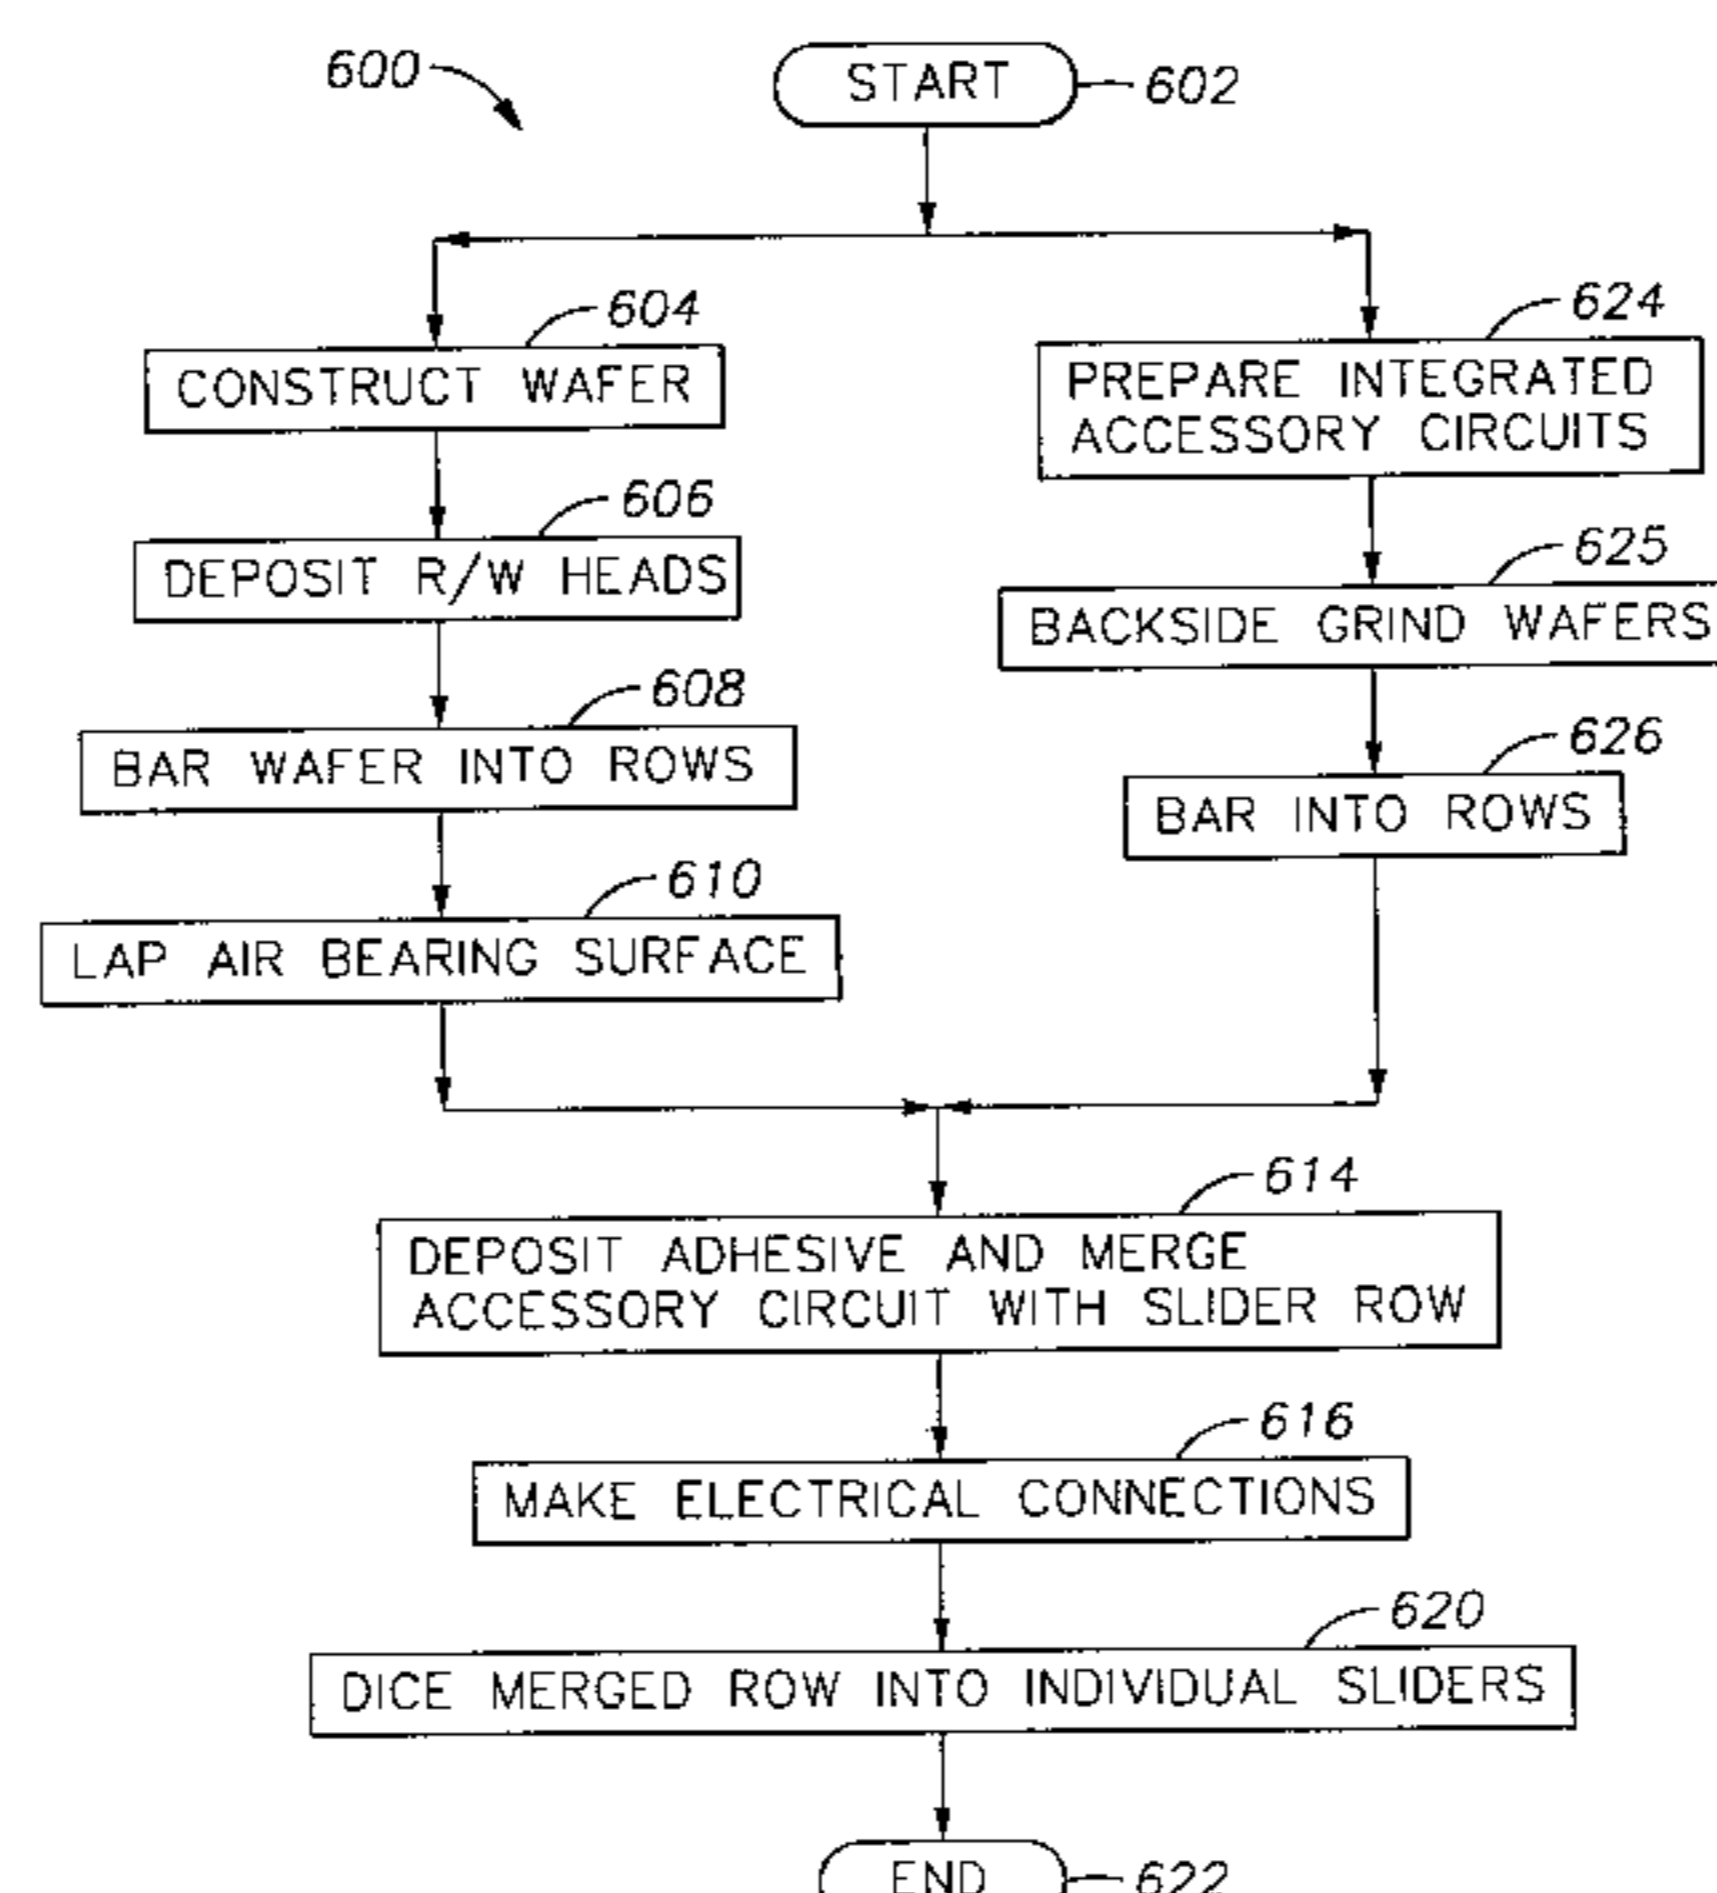 600
START
602
604
CONSTRUCT WAFER
606
DEPOSIT R/W HEADS
608
BAR WAFER INTO ROWS
610
LAP AIR BEARING SURFACE
624
PREPARE INTEGRATED
ACCESSORY CIRCUITS
625
BACKSIDE GRIND WAFERS
626
BAR INTO ROWS
614
DEPOSIT ADHESIVE AND MERGE
ACCESSORY CIRCUIT WITH SLIDER ROW
616
MAKE ELECTRICAL CONNECTIONS
620
DICE MERGED ROW INTO INDIVIDUAL SLIDERS
END
622